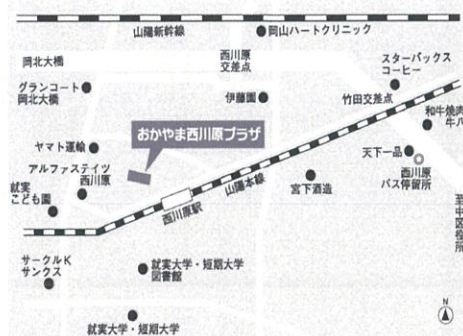 山陽新幹線
岡山ハートクリニック
岡北大橋
西川原
交差点
スターバックス
コーヒー
グランコート
岡北大橋
伊藤園
竹田交差点
和牛焼肉
牛八
おかやま西川原プラザ
ヤマト運輸
天下一品
アルファステイツ
西川原
西川原
バス停留所
就実
こども園
山陽本線
宮下酒造
西川原駅
至中区役所
サークルK
サンクス
就実大学・短期大学
図書館
N
就実大学・短期大学